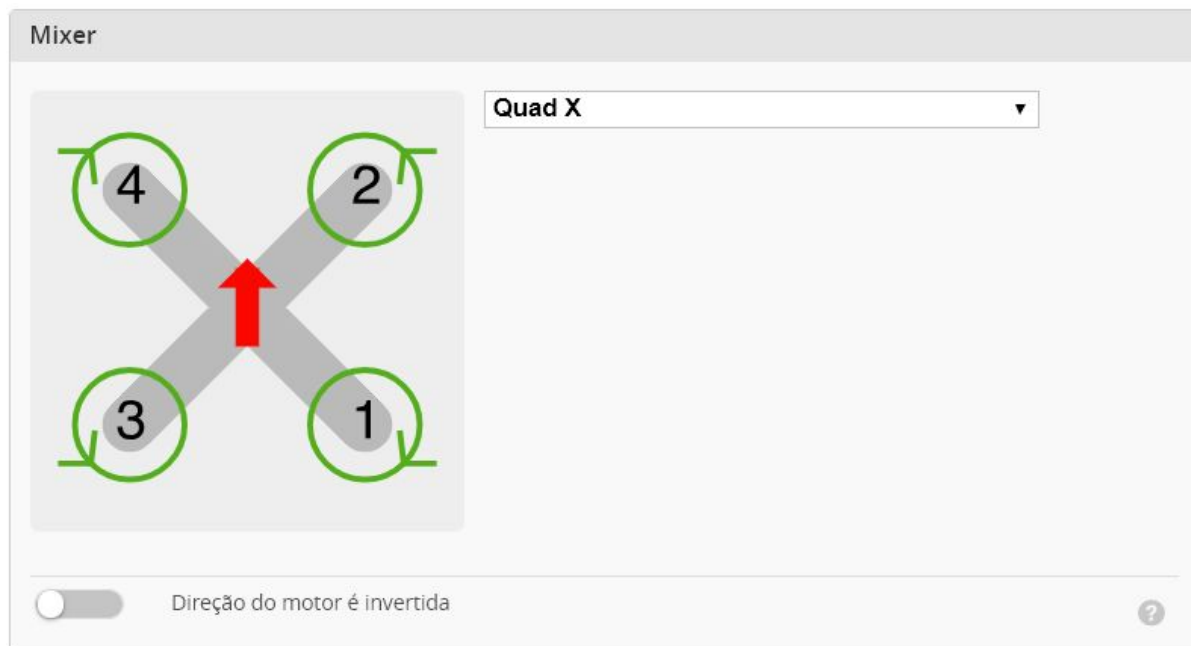 Mixer
Quad X
4 2
3 1
Direção do motor é invertida
?